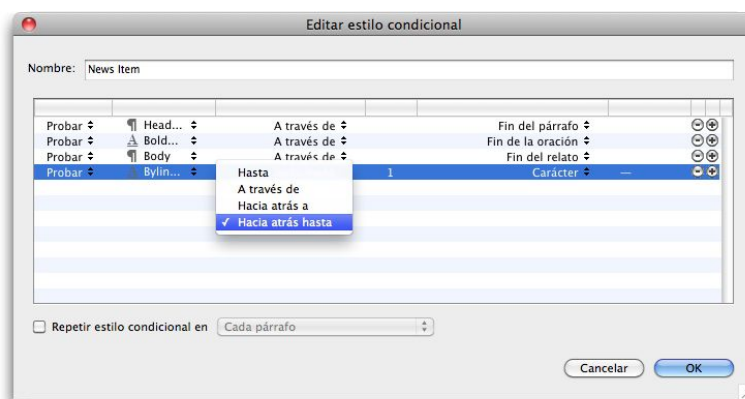 Editar estilo condicional
Nombre: News Item
Probar Head... A través de Fin del párrafo
Probar A Bold... A través de Fin de la oración
Probar Body A través de Fin del relato
Probar A Bylin... 1 Carácter —
Hasta
A través de
Hacia atrás a
✓ Hacia atrás hasta
Repetir estilo condicional en Cada párrafo
Cancelar OK